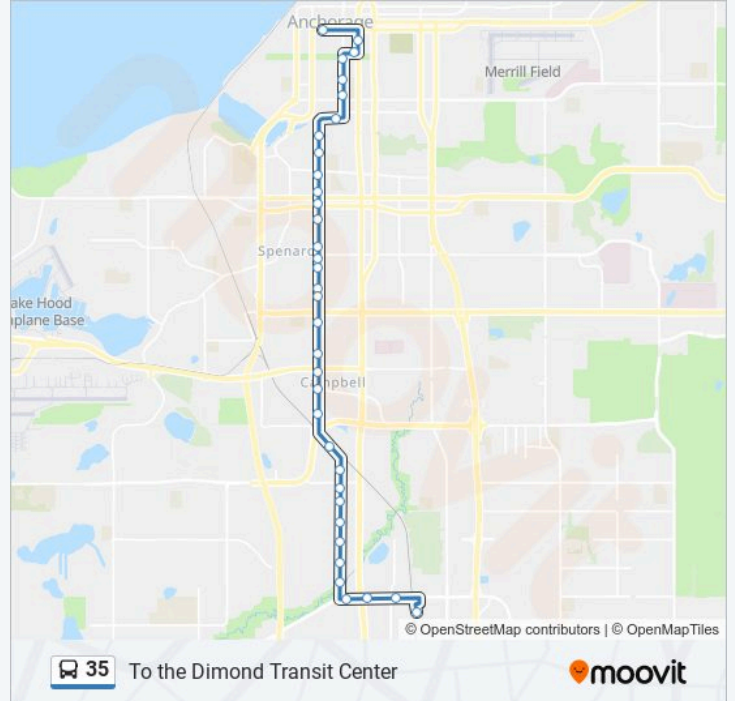 Anchorage
Merrill Field
Spenard
ake Hood
aplane Base
Campbell
© OpenStreetMap contributors | © OpenMapTiles
35 To the Dimond Transit Center
moovit